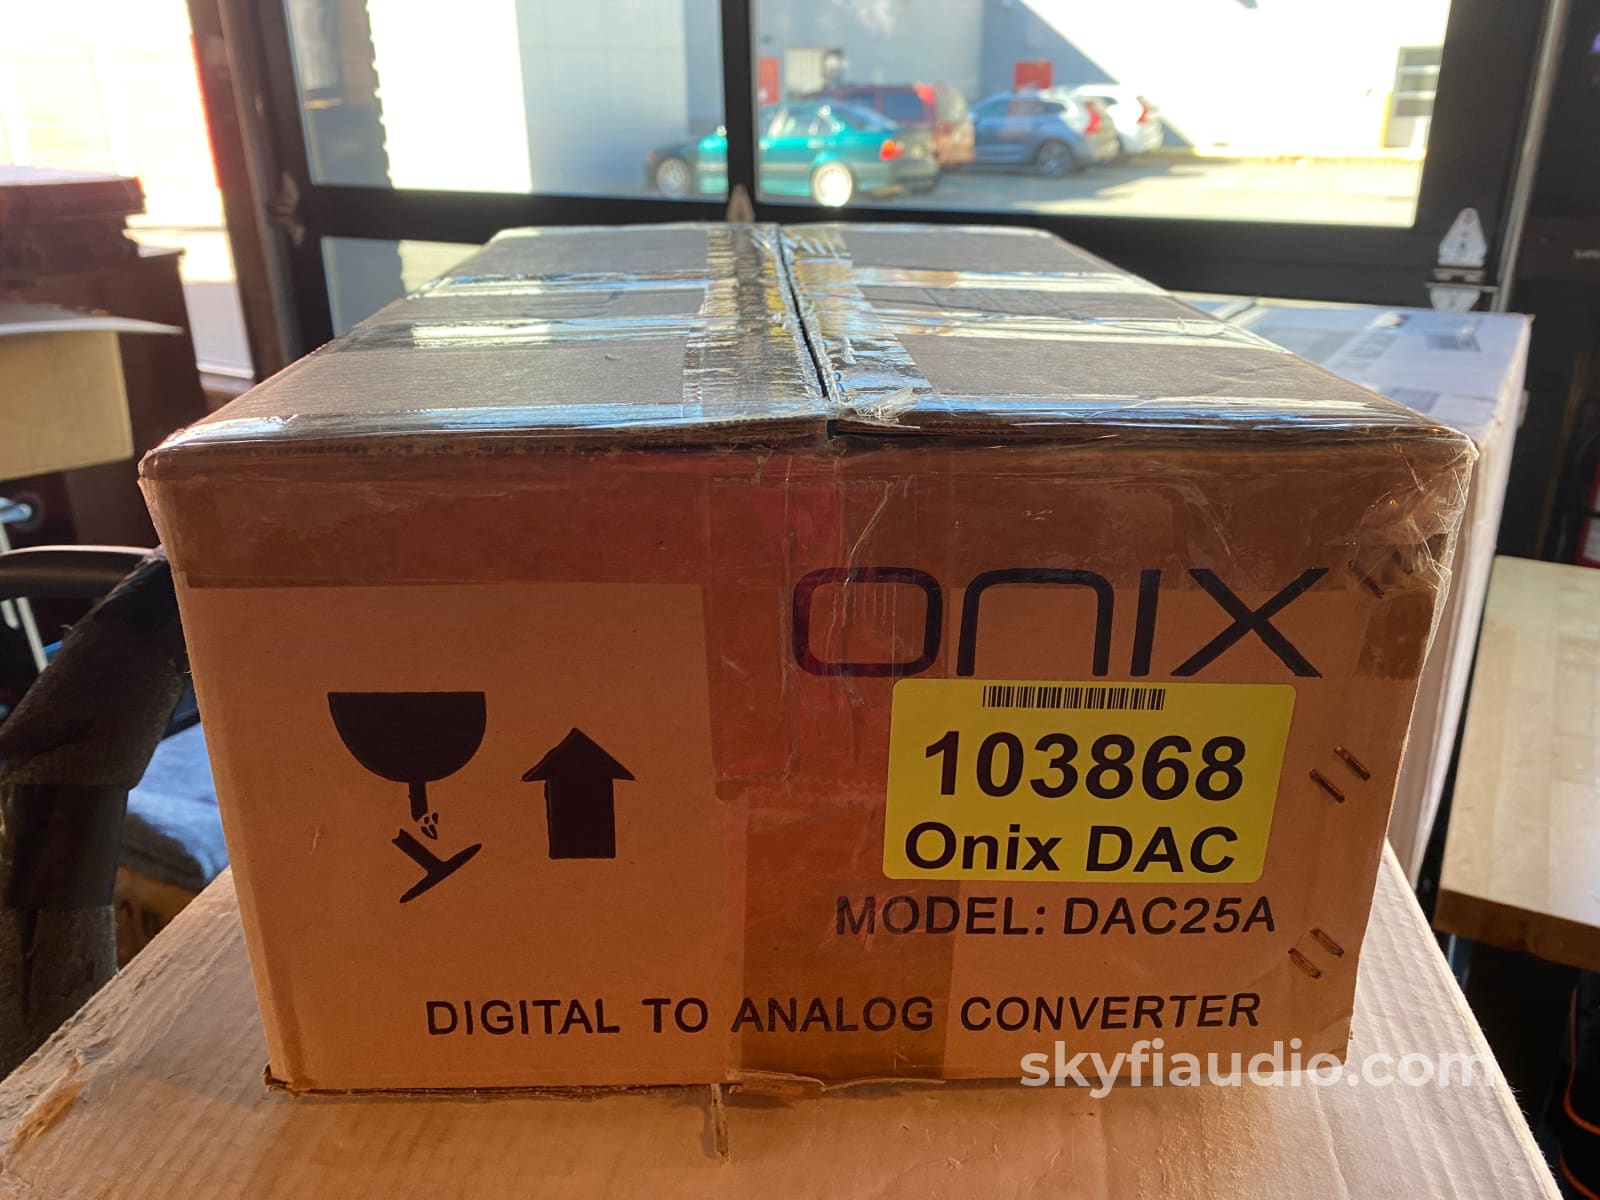 ONIX
103868
Onix DAC
MODEL: DAC25A
DIGITAL TO ANALOG CONVERTER
skyfiaudio.com